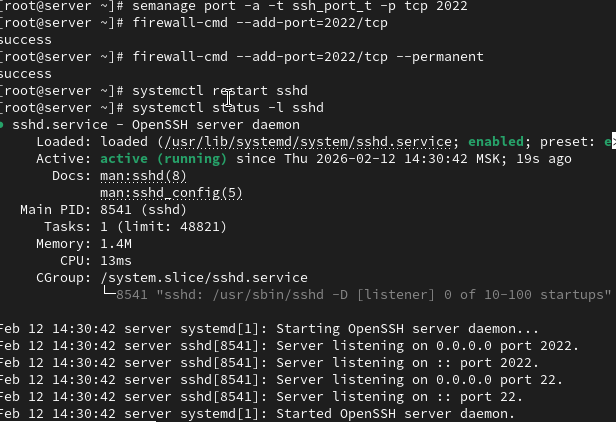 [root@server ~]# semanage port -a -t ssh_port_t -p tcp 2022
[root@server ~]# firewall-cmd --add-port=2022/tcp
success
[root@server ~]# firewall-cmd --add-port=2022/tcp --permanent
success
[root@server ~]# systemctl restart sshd
[root@server ~]# systemctl status -l sshd
● sshd.service - OpenSSH server daemon
Loaded: loaded (/usr/lib/systemd/system/sshd.service; enabled; preset: e>
Active: active (running) since Thu 2026-02-12 14:30:42 MSK; 19s ago
Docs: man:sshd(8)
man:sshd_config(5)
Main PID: 8541 (sshd)
Tasks: 1 (limit: 48821)
Memory: 1.4M
CPU: 13ms
CGroup: /system.slice/sshd.service
└─8541 "sshd: /usr/sbin/sshd -D [listener] 0 of 10-100 startups"
Feb 12 14:30:42 server systemd[1]: Starting OpenSSH server daemon...
Feb 12 14:30:42 server sshd[8541]: Server listening on 0.0.0.0 port 2022.
Feb 12 14:30:42 server sshd[8541]: Server listening on :: port 2022.
Feb 12 14:30:42 server sshd[8541]: Server listening on 0.0.0.0 port 22.
Feb 12 14:30:42 server sshd[8541]: Server listening on :: port 22.
Feb 12 14:30:42 server systemd[1]: Started OpenSSH server daemon.